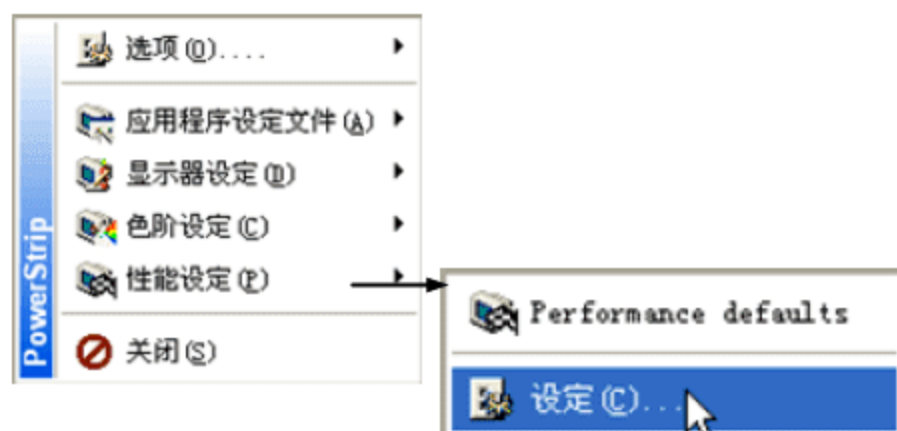 选项(O)....
应用程序设定文件(A)
显示器设定(D)
色阶设定(C)
性能设定(P)
关闭(S)
PowerStrip
Performance defaults
设定(C)...